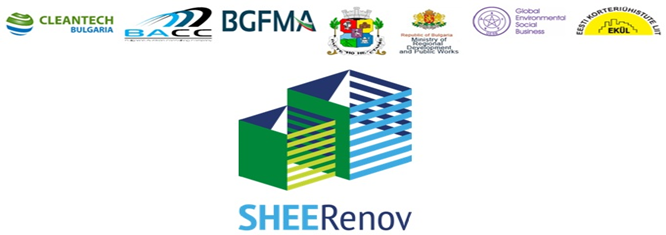 CLEANTECH
BULGARIA
BACC
BGFMA
Republic of Bulgaria
Ministry of
Regional
Development
and Public Works
Global
Environmental
Social
Business
EESTI KORTERIÜHISTUTE LIIT
EKÜL
SHEERenov